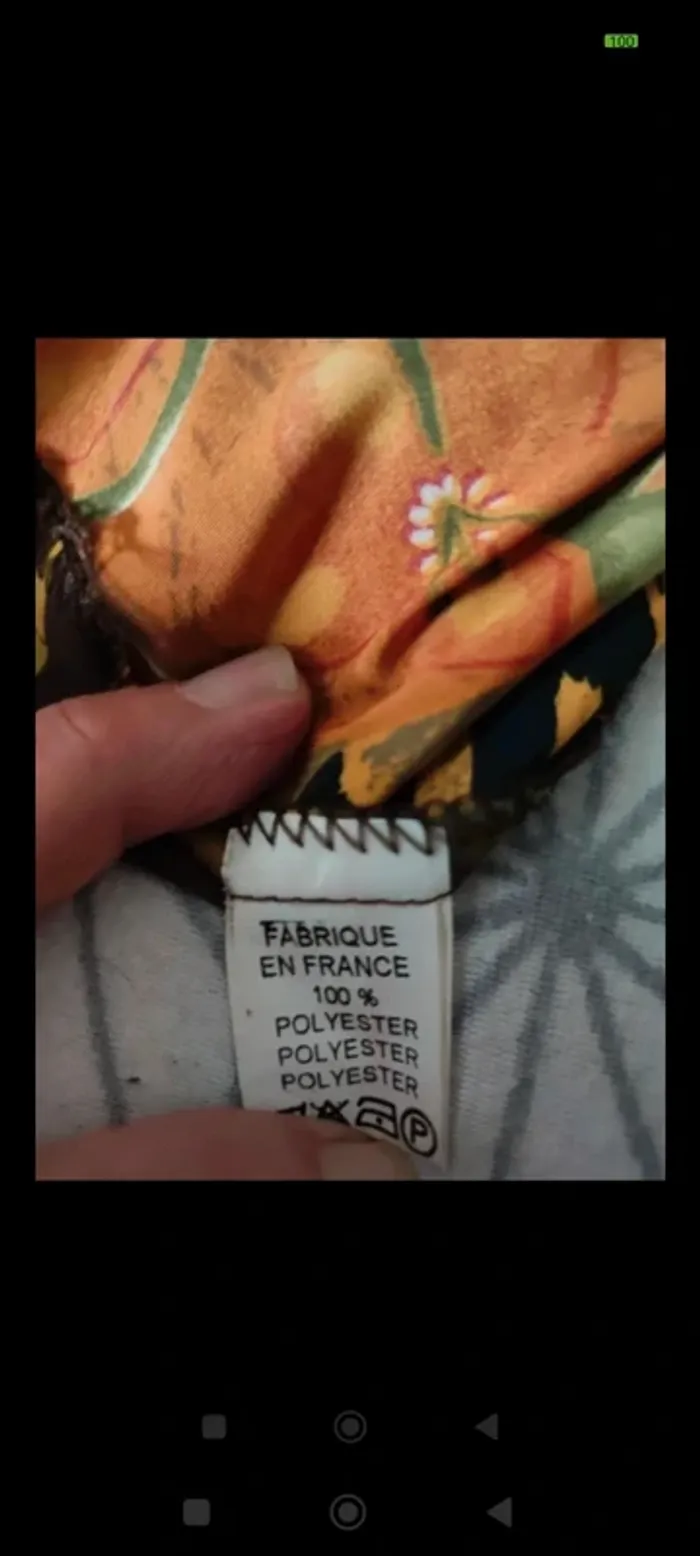 100
FABRIQUE
EN FRANCE
100 %
POLYESTER
POLYESTER
POLYESTER
P